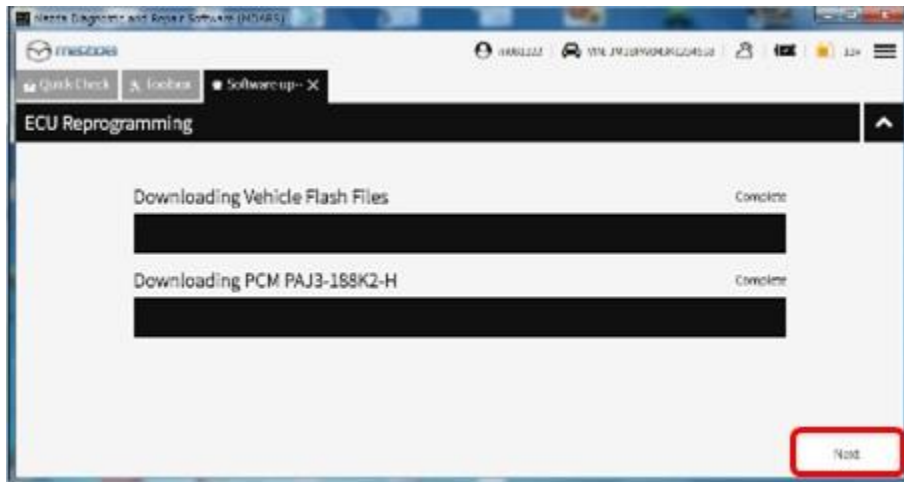 Mazda Diagnostic and Repair Software (MDARS)
mazda
Quick Check
Toolbox
Software up--
ECU Reprogramming
Downloading Vehicle Flash Files Complete
Downloading PCM PAJ3-188K2-H Complete
Next